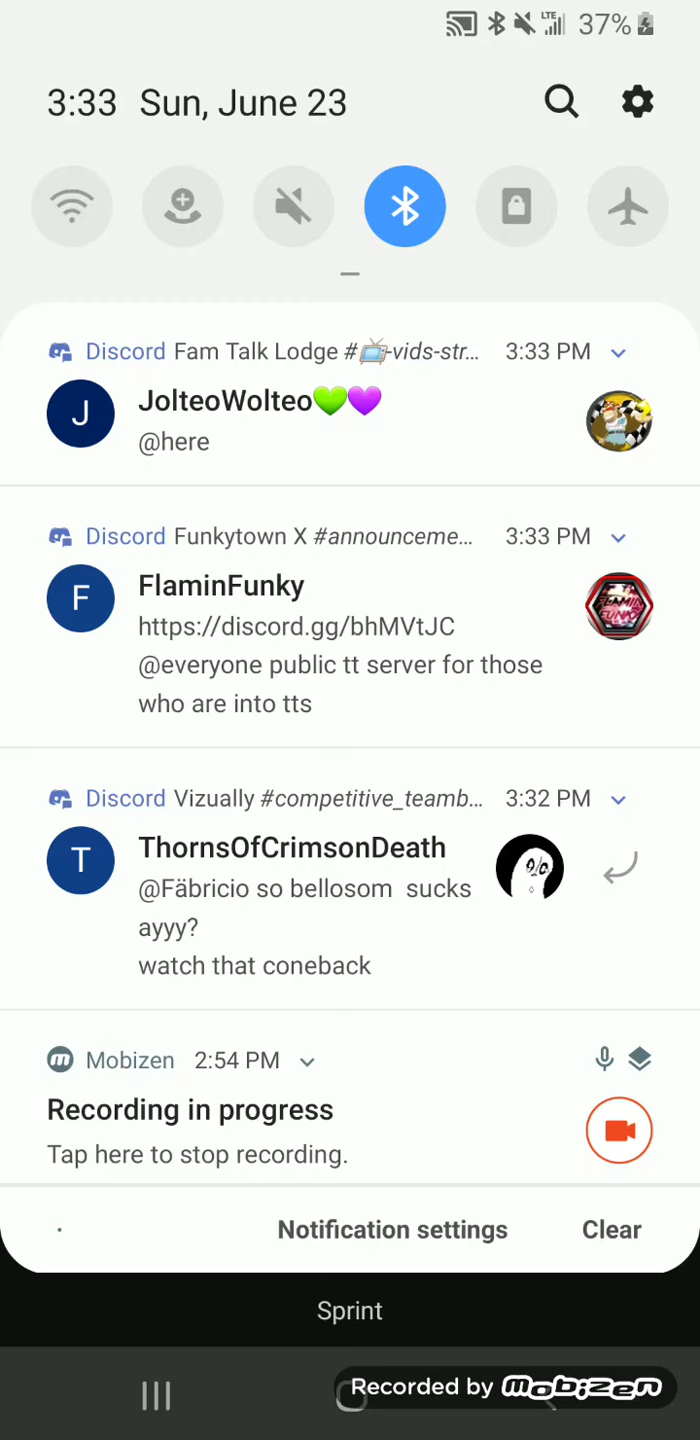 LTE 37%
3:33 Sun, June 23
Discord Fam Talk Lodge #📺-vids-str... 3:33 PM
J JolteoWolteo💚💜
@here
Discord Funkytown X #announceme... 3:33 PM
F FlaminFunky
https://discord.gg/bhMVtJC
@everyone public tt server for those
who are into tts
FLAMIN
FUNKY
Discord Vizually #competitive_teamb... 3:32 PM
T ThornsOfCrimsonDeath
@Fäbricio so bellosom  sucks
ayyy?
watch that coneback
m Mobizen 2:54 PM
Recording in progress
Tap here to stop recording.
Notification settings Clear
Sprint
Recorded by mobizen